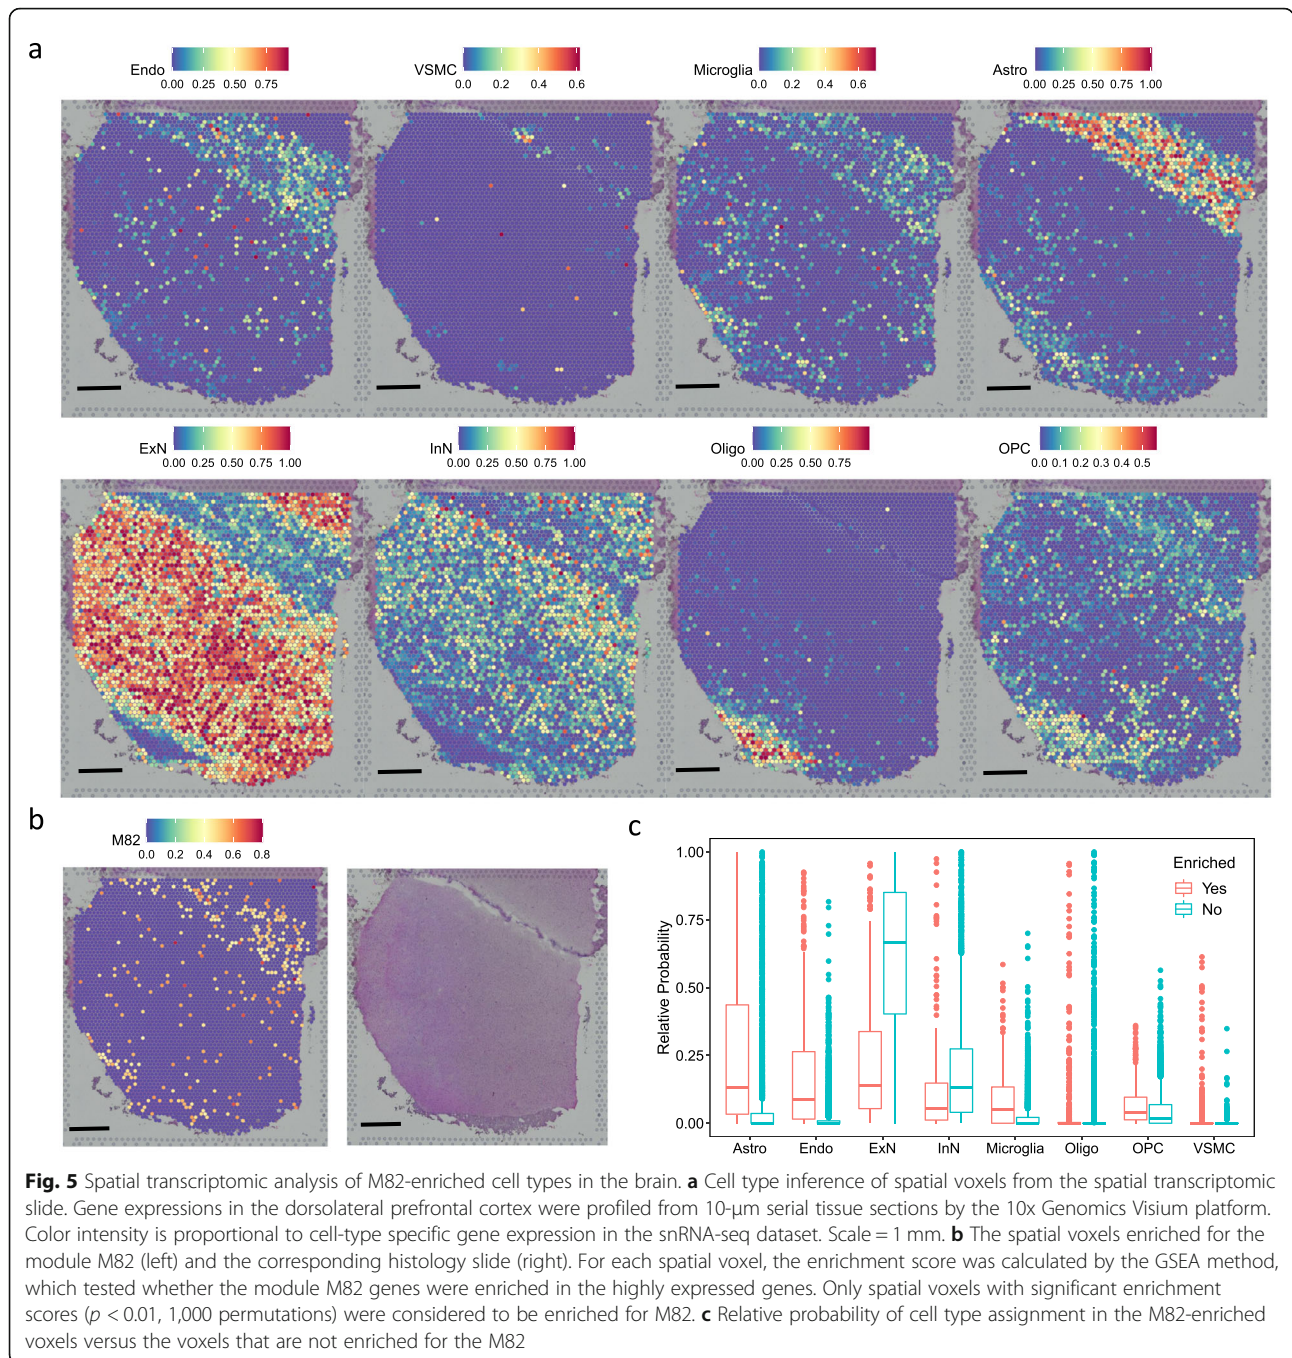 a
Endo
0.00 0.25 0.50 0.75
VSMC
0.0 0.2 0.4 0.6
Microglia
0.0 0.2 0.4 0.6
Astro
0.00 0.25 0.50 0.75 1.00
ExN
0.00 0.25 0.50 0.75 1.00
InN
0.00 0.25 0.50 0.75 1.00
Oligo
0.00 0.25 0.50 0.75
OPC
0.0 0.1 0.2 0.3 0.4 0.5
b
M82
0.0 0.2 0.4 0.6 0.8
c
Relative Probability
1.00
0.75
0.50
0.25
0.00
Enriched
Yes
No
Astro Endo ExN InN Microglia Oligo OPC VSMC
Fig. 5 Spatial transcriptomic analysis of M82-enriched cell types in the brain. a Cell type inference of spatial voxels from the spatial transcriptomic
slide. Gene expressions in the dorsolateral prefrontal cortex were profiled from 10-μm serial tissue sections by the 10x Genomics Visium platform.
Color intensity is proportional to cell-type specific gene expression in the snRNA-seq dataset. Scale = 1 mm. b The spatial voxels enriched for the
module M82 (left) and the corresponding histology slide (right). For each spatial voxel, the enrichment score was calculated by the GSEA method,
which tested whether the module M82 genes were enriched in the highly expressed genes. Only spatial voxels with significant enrichment
scores (p < 0.01, 1,000 permutations) were considered to be enriched for M82. c Relative probability of cell type assignment in the M82-enriched
voxels versus the voxels that are not enriched for the M82